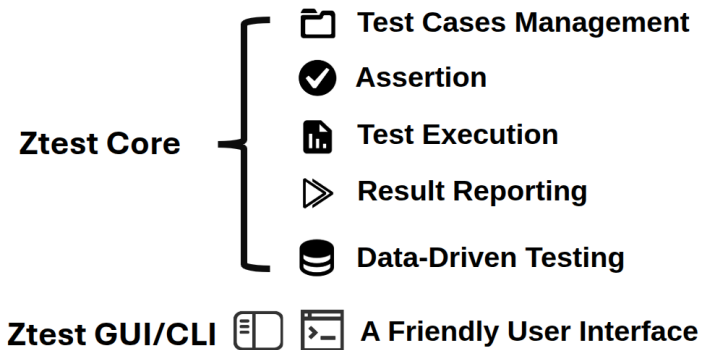 Test Cases Management
Assertion
Ztest Core
Test Execution
Result Reporting
Data-Driven Testing
Ztest GUI/CLI A Friendly User Interface